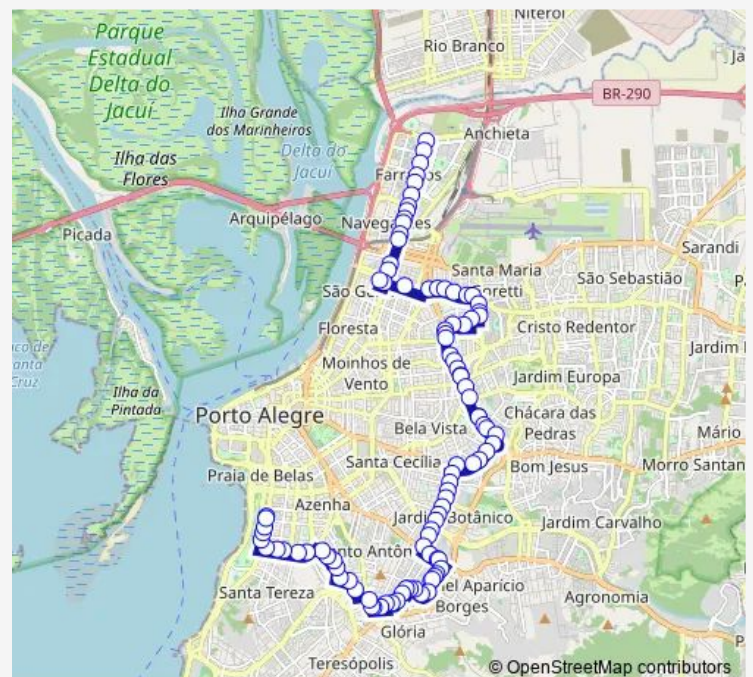 Niterói
Parque
Estadual
Delta do
Jacuí
Rio Branco
BR-290
Ilha Grande
dos Marinheiros
Anchieta
Delta do
Jacuí
Ilha das
Flores
Arquipélago
Navegantes
Picada
Sarandi
Santa Maria
Goretti
São Sebastião
Floresta
Cristo Redentor
Jardim
Moinhos de
Vento
Ilha da
Pintada
Jardim Europa
Porto Alegre
Chácara das
Pedras
Bela Vista
Mário
Santa Cecília
Bom Jesus
Morro Santan
Praia de Belas
Azenha
Jardim Botânico
Jardim Carvalho
Santa Tereza
Aparício
Borges
Agronomia
Glória
Teresópolis
© OpenStreetMap contributors